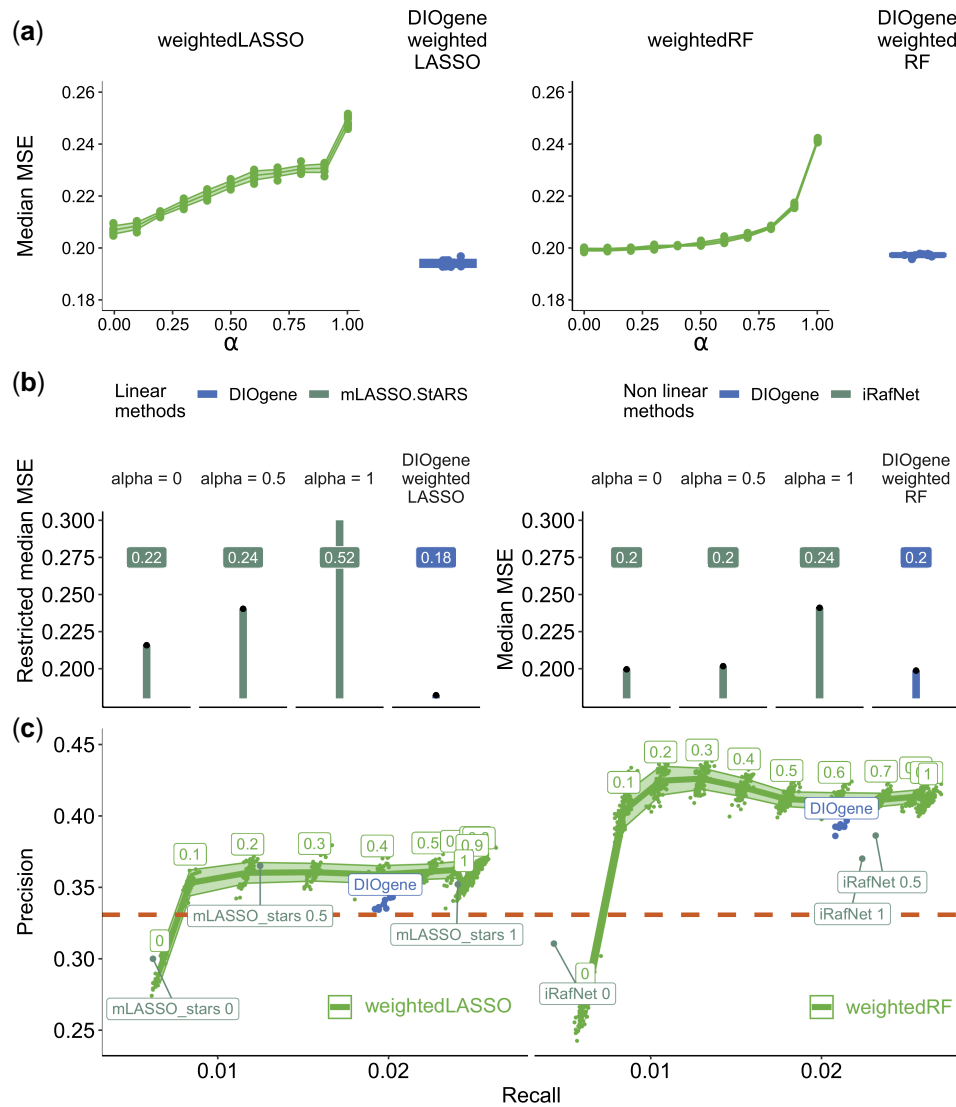 (a)
weightedLASSO
DIOgene
weighted
LASSO
weightedRF
DIOgene
weighted
RF
Median MSE
0.26
0.24
0.22
0.20
0.18
0.00 0.25 0.50 0.75 1.00
α
0.26
0.24
0.22
0.20
0.18
0.00 0.25 0.50 0.75 1.00
α
(b)
Linear
methods
DIOgene
mLASSO.StARS
Non linear
methods
DIOgene
iRafNet
Restricted median MSE
alpha = 0
alpha = 0.5
alpha = 1
DIOgene
weighted
LASSO
0.300
0.275
0.250
0.225
0.200
0.22
0.24
0.52
0.18
Median MSE
alpha = 0
alpha = 0.5
alpha = 1
DIOgene
weighted
RF
0.300
0.275
0.250
0.225
0.200
0.2
0.2
0.24
0.2
(c)
Precision
0.45
0.40
0.35
0.30
0.25
0
0.1
0.2
0.3
0.4
0.5
0.9
1
DIOgene
mLASSO_stars 0.5
mLASSO_stars 1
mLASSO_stars 0
weightedLASSO
0.01 0.02
0
0.1
0.2
0.3
0.4
0.5
0.6
0.7
1
DIOgene
iRafNet 0.5
iRafNet 1
iRafNet 0
weightedRF
0.01 0.02
Recall